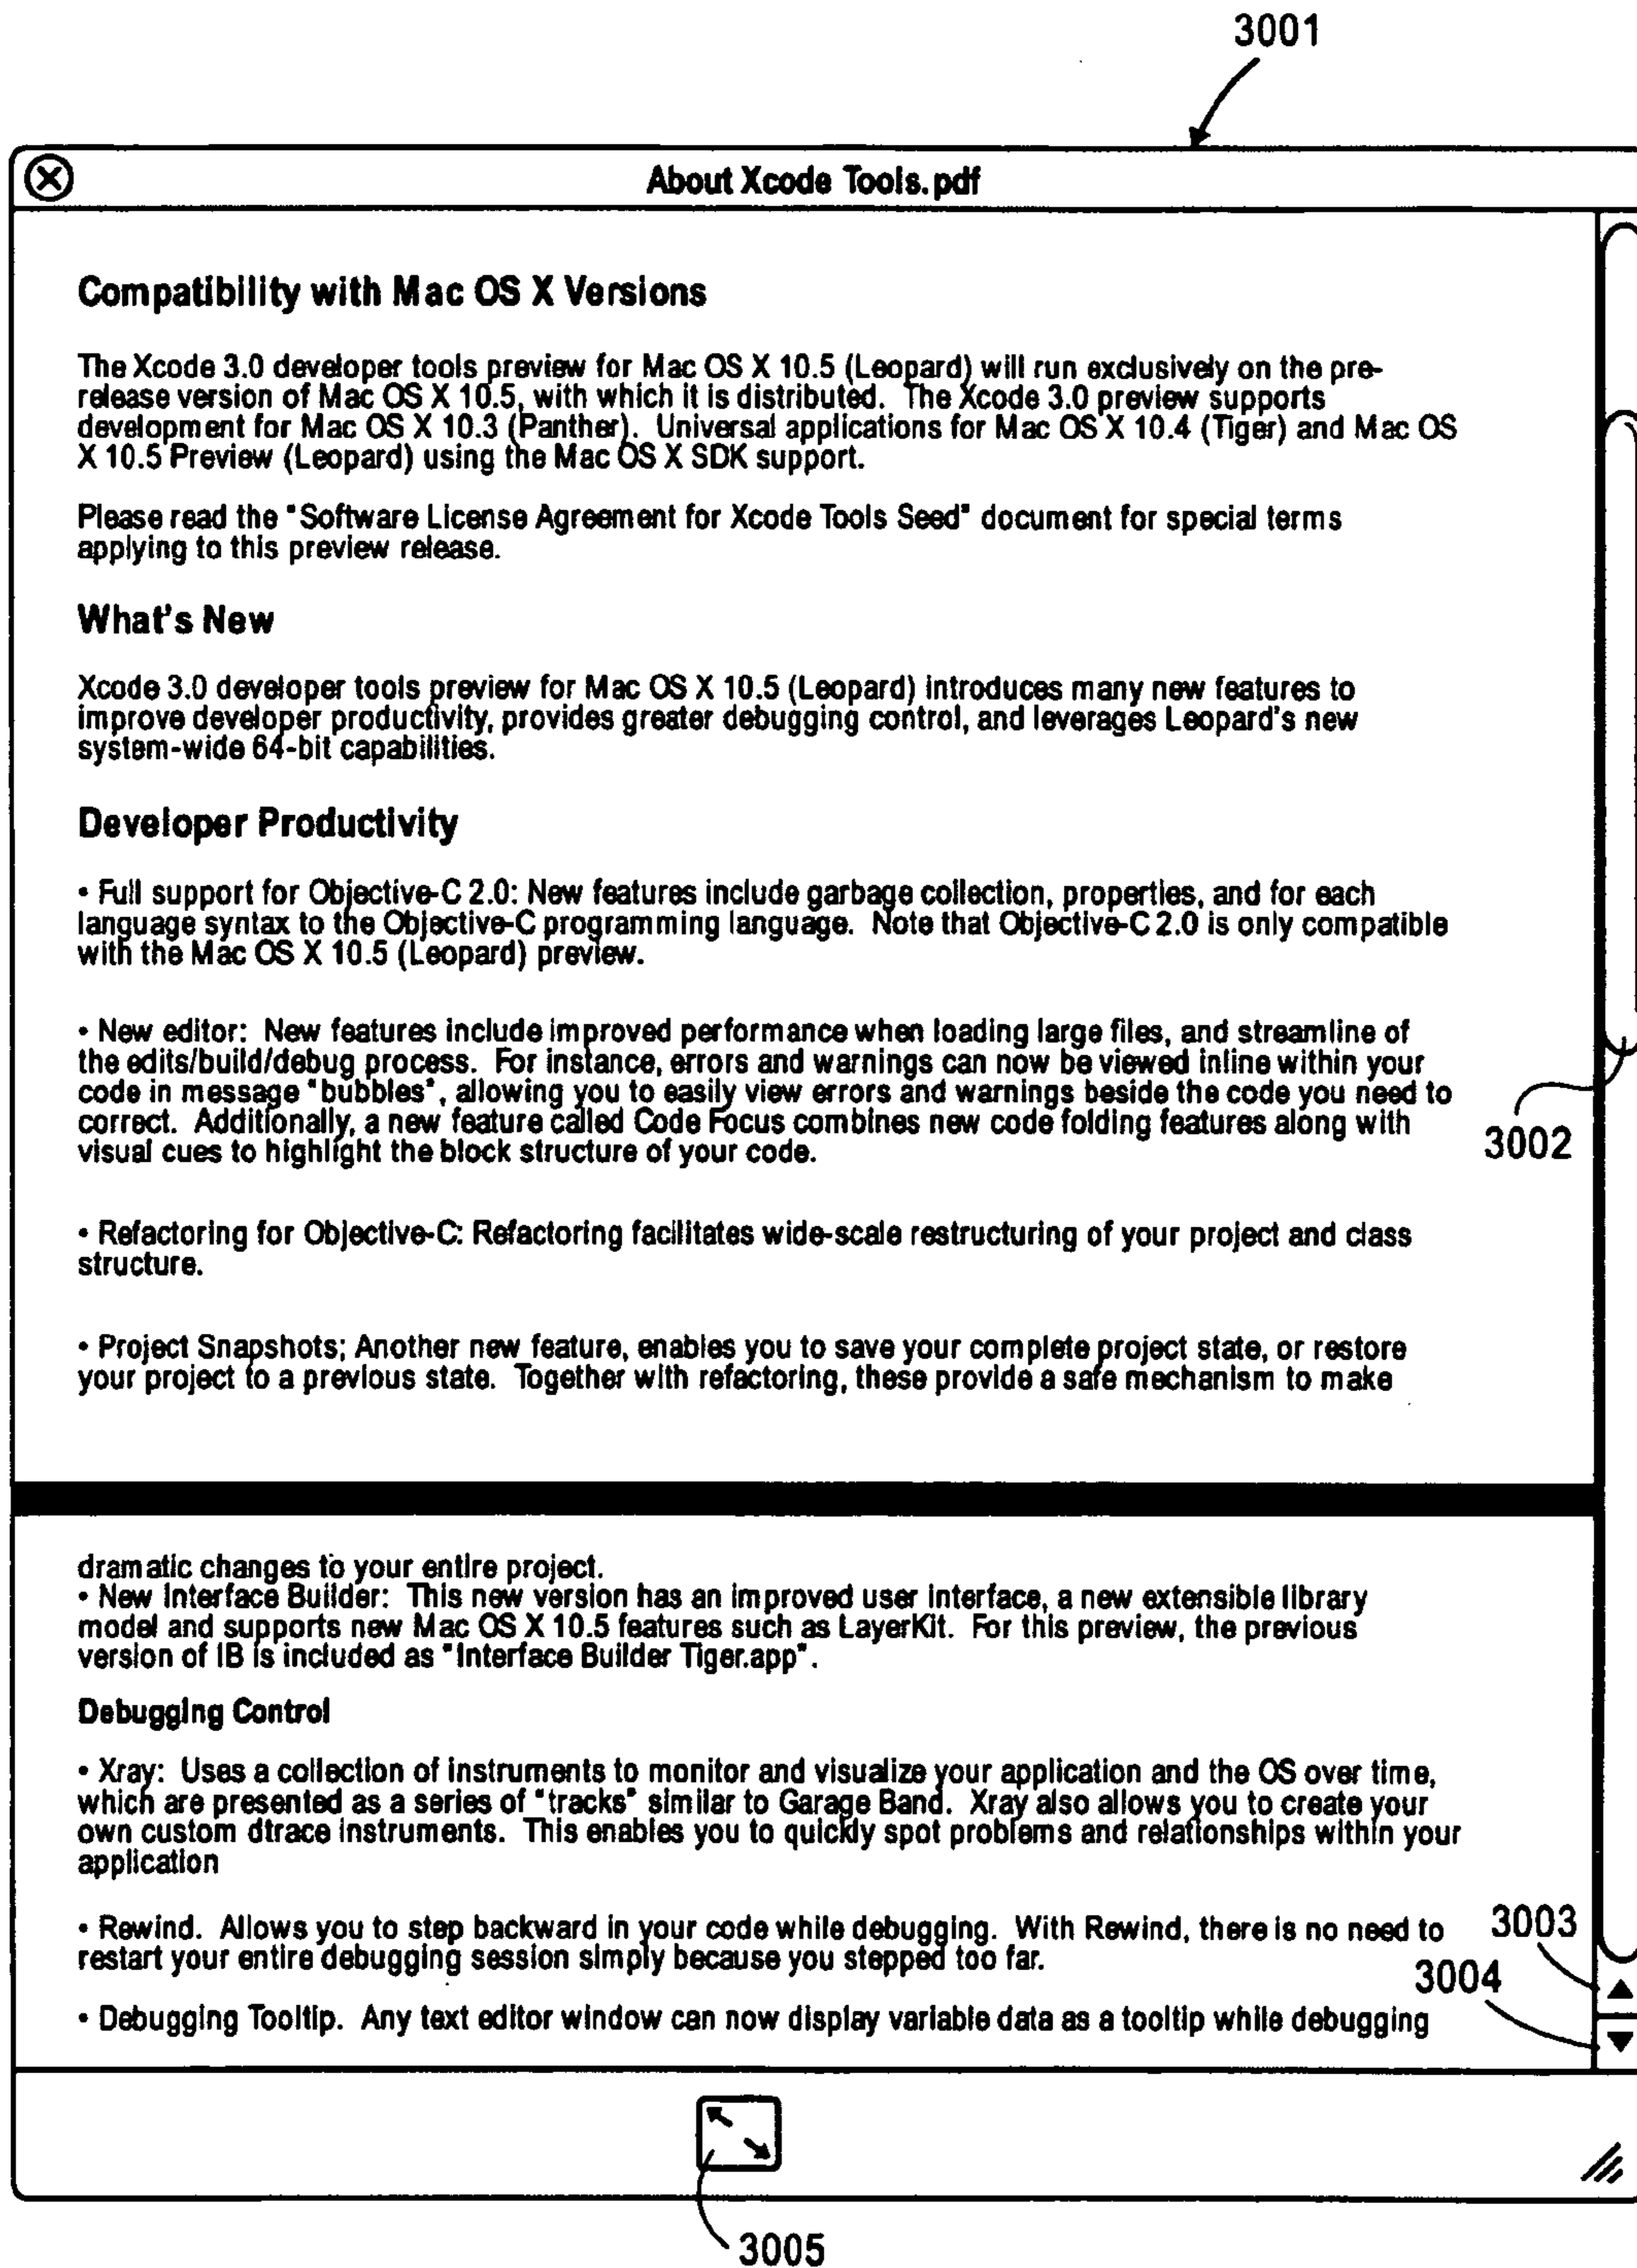 3001
About Xcode Tools.pdf
Compatibility with Mac OS X Versions
The Xcode 3.0 developer tools preview for Mac OS X 10.5 (Leopard) will run exclusively on the pre-
release version of Mac OS X 10.5, with which it is distributed. The Xcode 3.0 preview supports
development for Mac OS X 10.3 (Panther). Universal applications for Mac OS X 10.4 (Tiger) and Mac OS
X 10.5 Preview (Leopard) using the Mac OS X SDK support.
Please read the "Software License Agreement for Xcode Tools Seed" document for special terms
applying to this preview release.
What's New
Xcode 3.0 developer tools preview for Mac OS X 10.5 (Leopard) introduces many new features to
improve developer productivity, provides greater debugging control, and leverages Leopard's new
system-wide 64-bit capabilities.
Developer Productivity
• Full support for Objective-C 2.0: New features include garbage collection, properties, and for each
language syntax to the Objective-C programming language. Note that Objective-C 2.0 is only compatible
with the Mac OS X 10.5 (Leopard) preview.
• New editor: New features include improved performance when loading large files, and streamline of
the edits/build/debug process. For instance, errors and warnings can now be viewed inline within your
code in message "bubbles", allowing you to easily view errors and warnings beside the code you need to
correct. Additionally, a new feature called Code Focus combines new code folding features along with
visual cues to highlight the block structure of your code.
3002
• Refactoring for Objective-C: Refactoring facilitates wide-scale restructuring of your project and class
structure.
• Project Snapshots; Another new feature, enables you to save your complete project state, or restore
your project to a previous state. Together with refactoring, these provide a safe mechanism to make
dramatic changes to your entire project.
• New Interface Builder: This new version has an improved user interface, a new extensible library
model and supports new Mac OS X 10.5 features such as LayerKit. For this preview, the previous
version of IB is included as "Interface Builder Tiger.app".
Debugging Control
• Xray: Uses a collection of instruments to monitor and visualize your application and the OS over time,
which are presented as a series of "tracks" similar to Garage Band. Xray also allows you to create your
own custom dtrace instruments. This enables you to quickly spot problems and relationships within your
application
• Rewind. Allows you to step backward in your code while debugging. With Rewind, there is no need to
restart your entire debugging session simply because you stepped too far.
3003
3004
• Debugging Tooltip. Any text editor window can now display variable data as a tooltip while debugging
3005